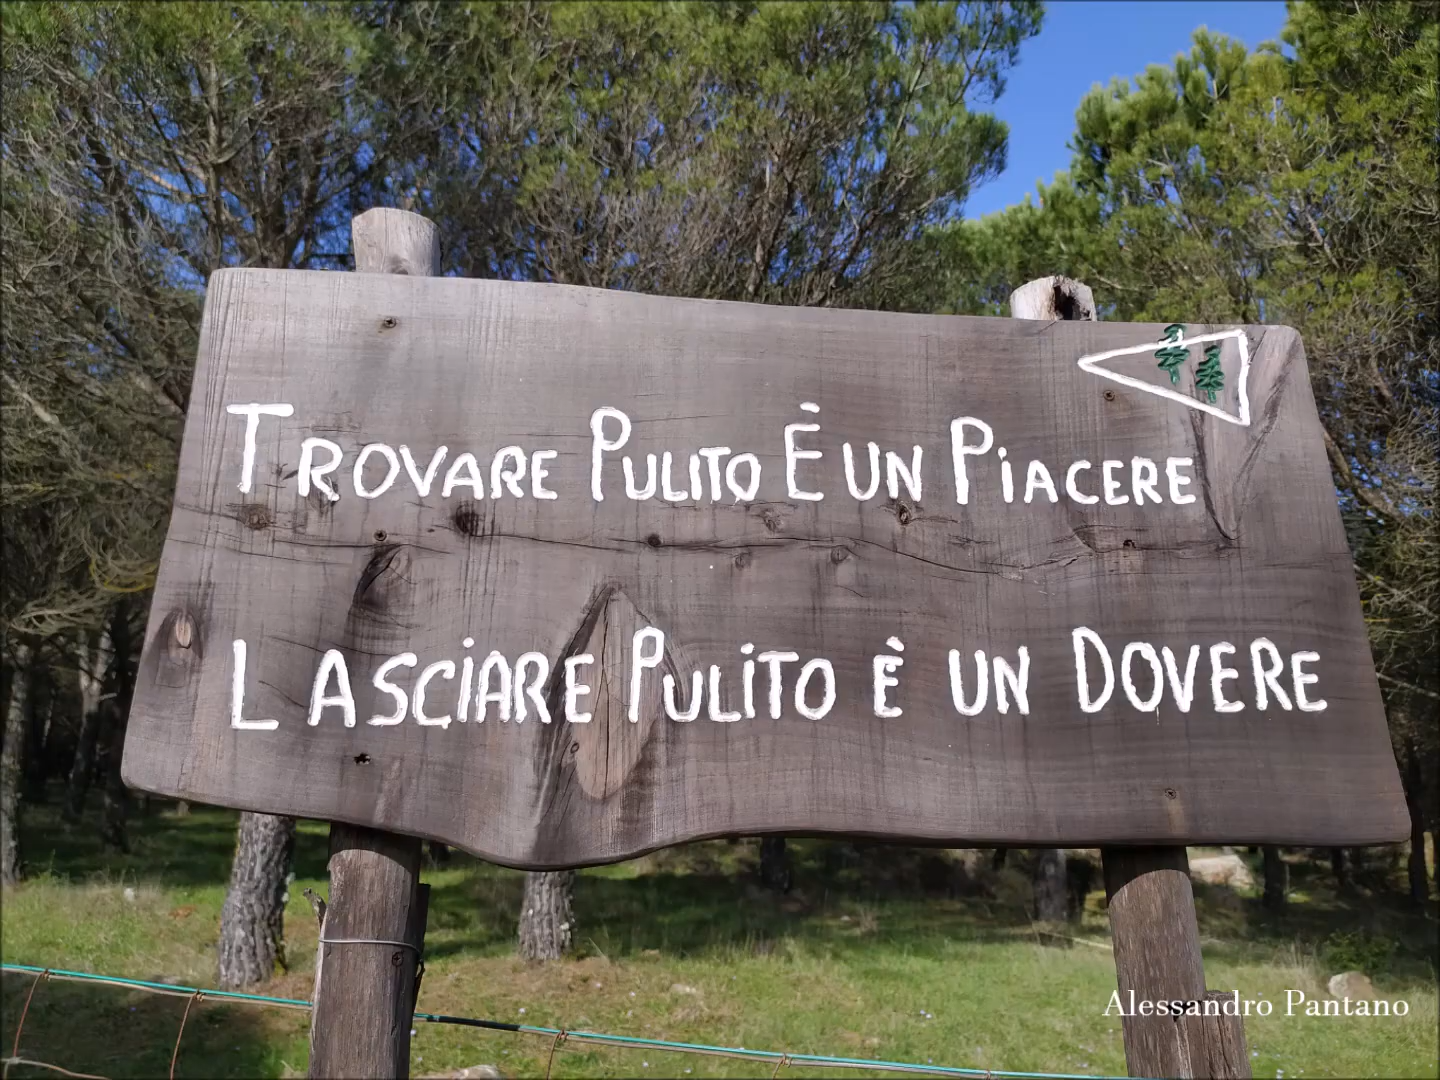 TROVARE PULITO È UN PIACERE
LASCIARE PULITO È UN DOVERE
Alessandro Pantano